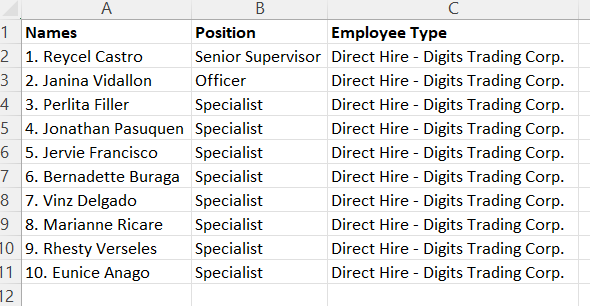 A B C
1 Names Position Employee Type
2 1. Reycel Castro Senior Supervisor Direct Hire - Digits Trading Corp.
3 2. Janina Vidallon Officer Direct Hire - Digits Trading Corp.
4 3. Perlita Filler Specialist Direct Hire - Digits Trading Corp.
5 4. Jonathan Pasuquen Specialist Direct Hire - Digits Trading Corp.
6 5. Jervie Francisco Specialist Direct Hire - Digits Trading Corp.
7 6. Bernadette Buraga Specialist Direct Hire - Digits Trading Corp.
8 7. Vinz Delgado Specialist Direct Hire - Digits Trading Corp.
9 8. Marianne Ricare Specialist Direct Hire - Digits Trading Corp.
10 9. Rhesty Verseles Specialist Direct Hire - Digits Trading Corp.
11 10. Eunice Anago Specialist Direct Hire - Digits Trading Corp.
12